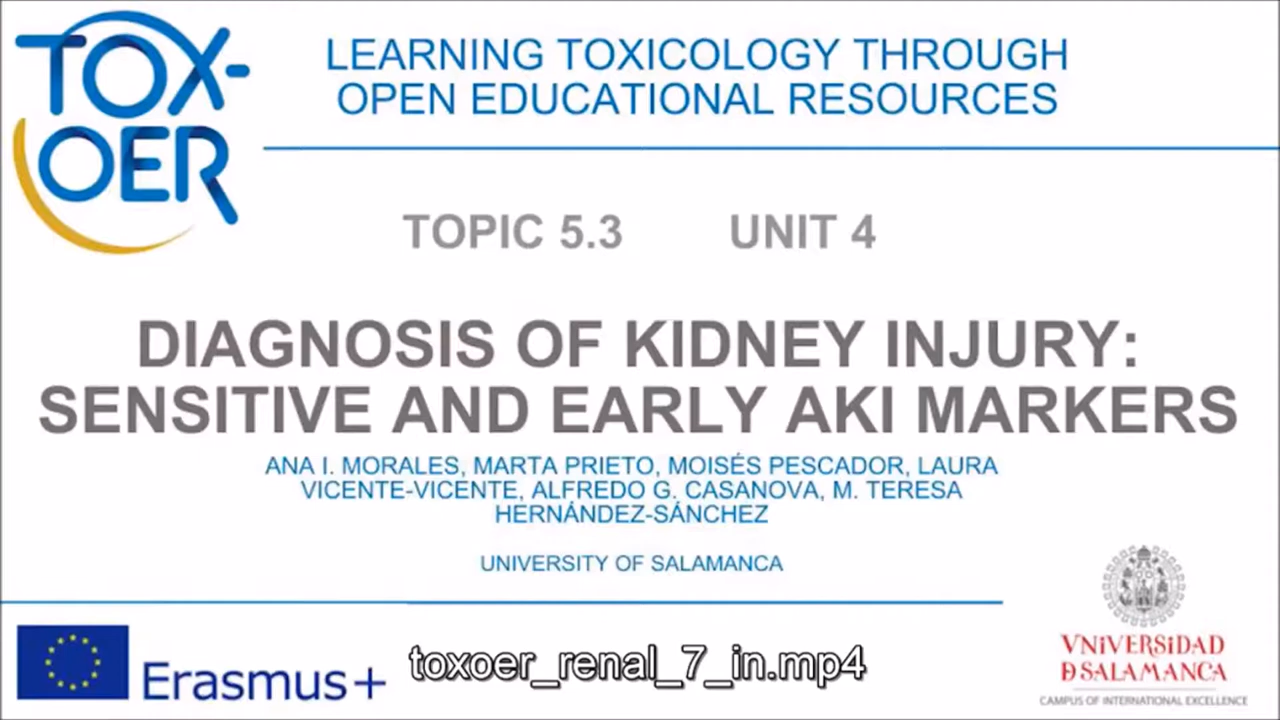 TOX-
OER
LEARNING TOXICOLOGY THROUGH
OPEN EDUCATIONAL RESOURCES
TOPIC 5.3 UNIT 4
DIAGNOSIS OF KIDNEY INJURY:
SENSITIVE AND EARLY AKI MARKERS
ANA I. MORALES, MARTA PRIETO, MOISÉS PESCADOR, LAURA
VICENTE-VICENTE, ALFREDO G. CASANOVA, M. TERESA
HERNÁNDEZ-SÁNCHEZ
UNIVERSITY OF SALAMANCA
Erasmus+
toxoer_renal_7_in.mp4
VNiVERSiDAD
D SALAMANCA
CAMPUS OF INTERNATIONAL EXCELLENCE